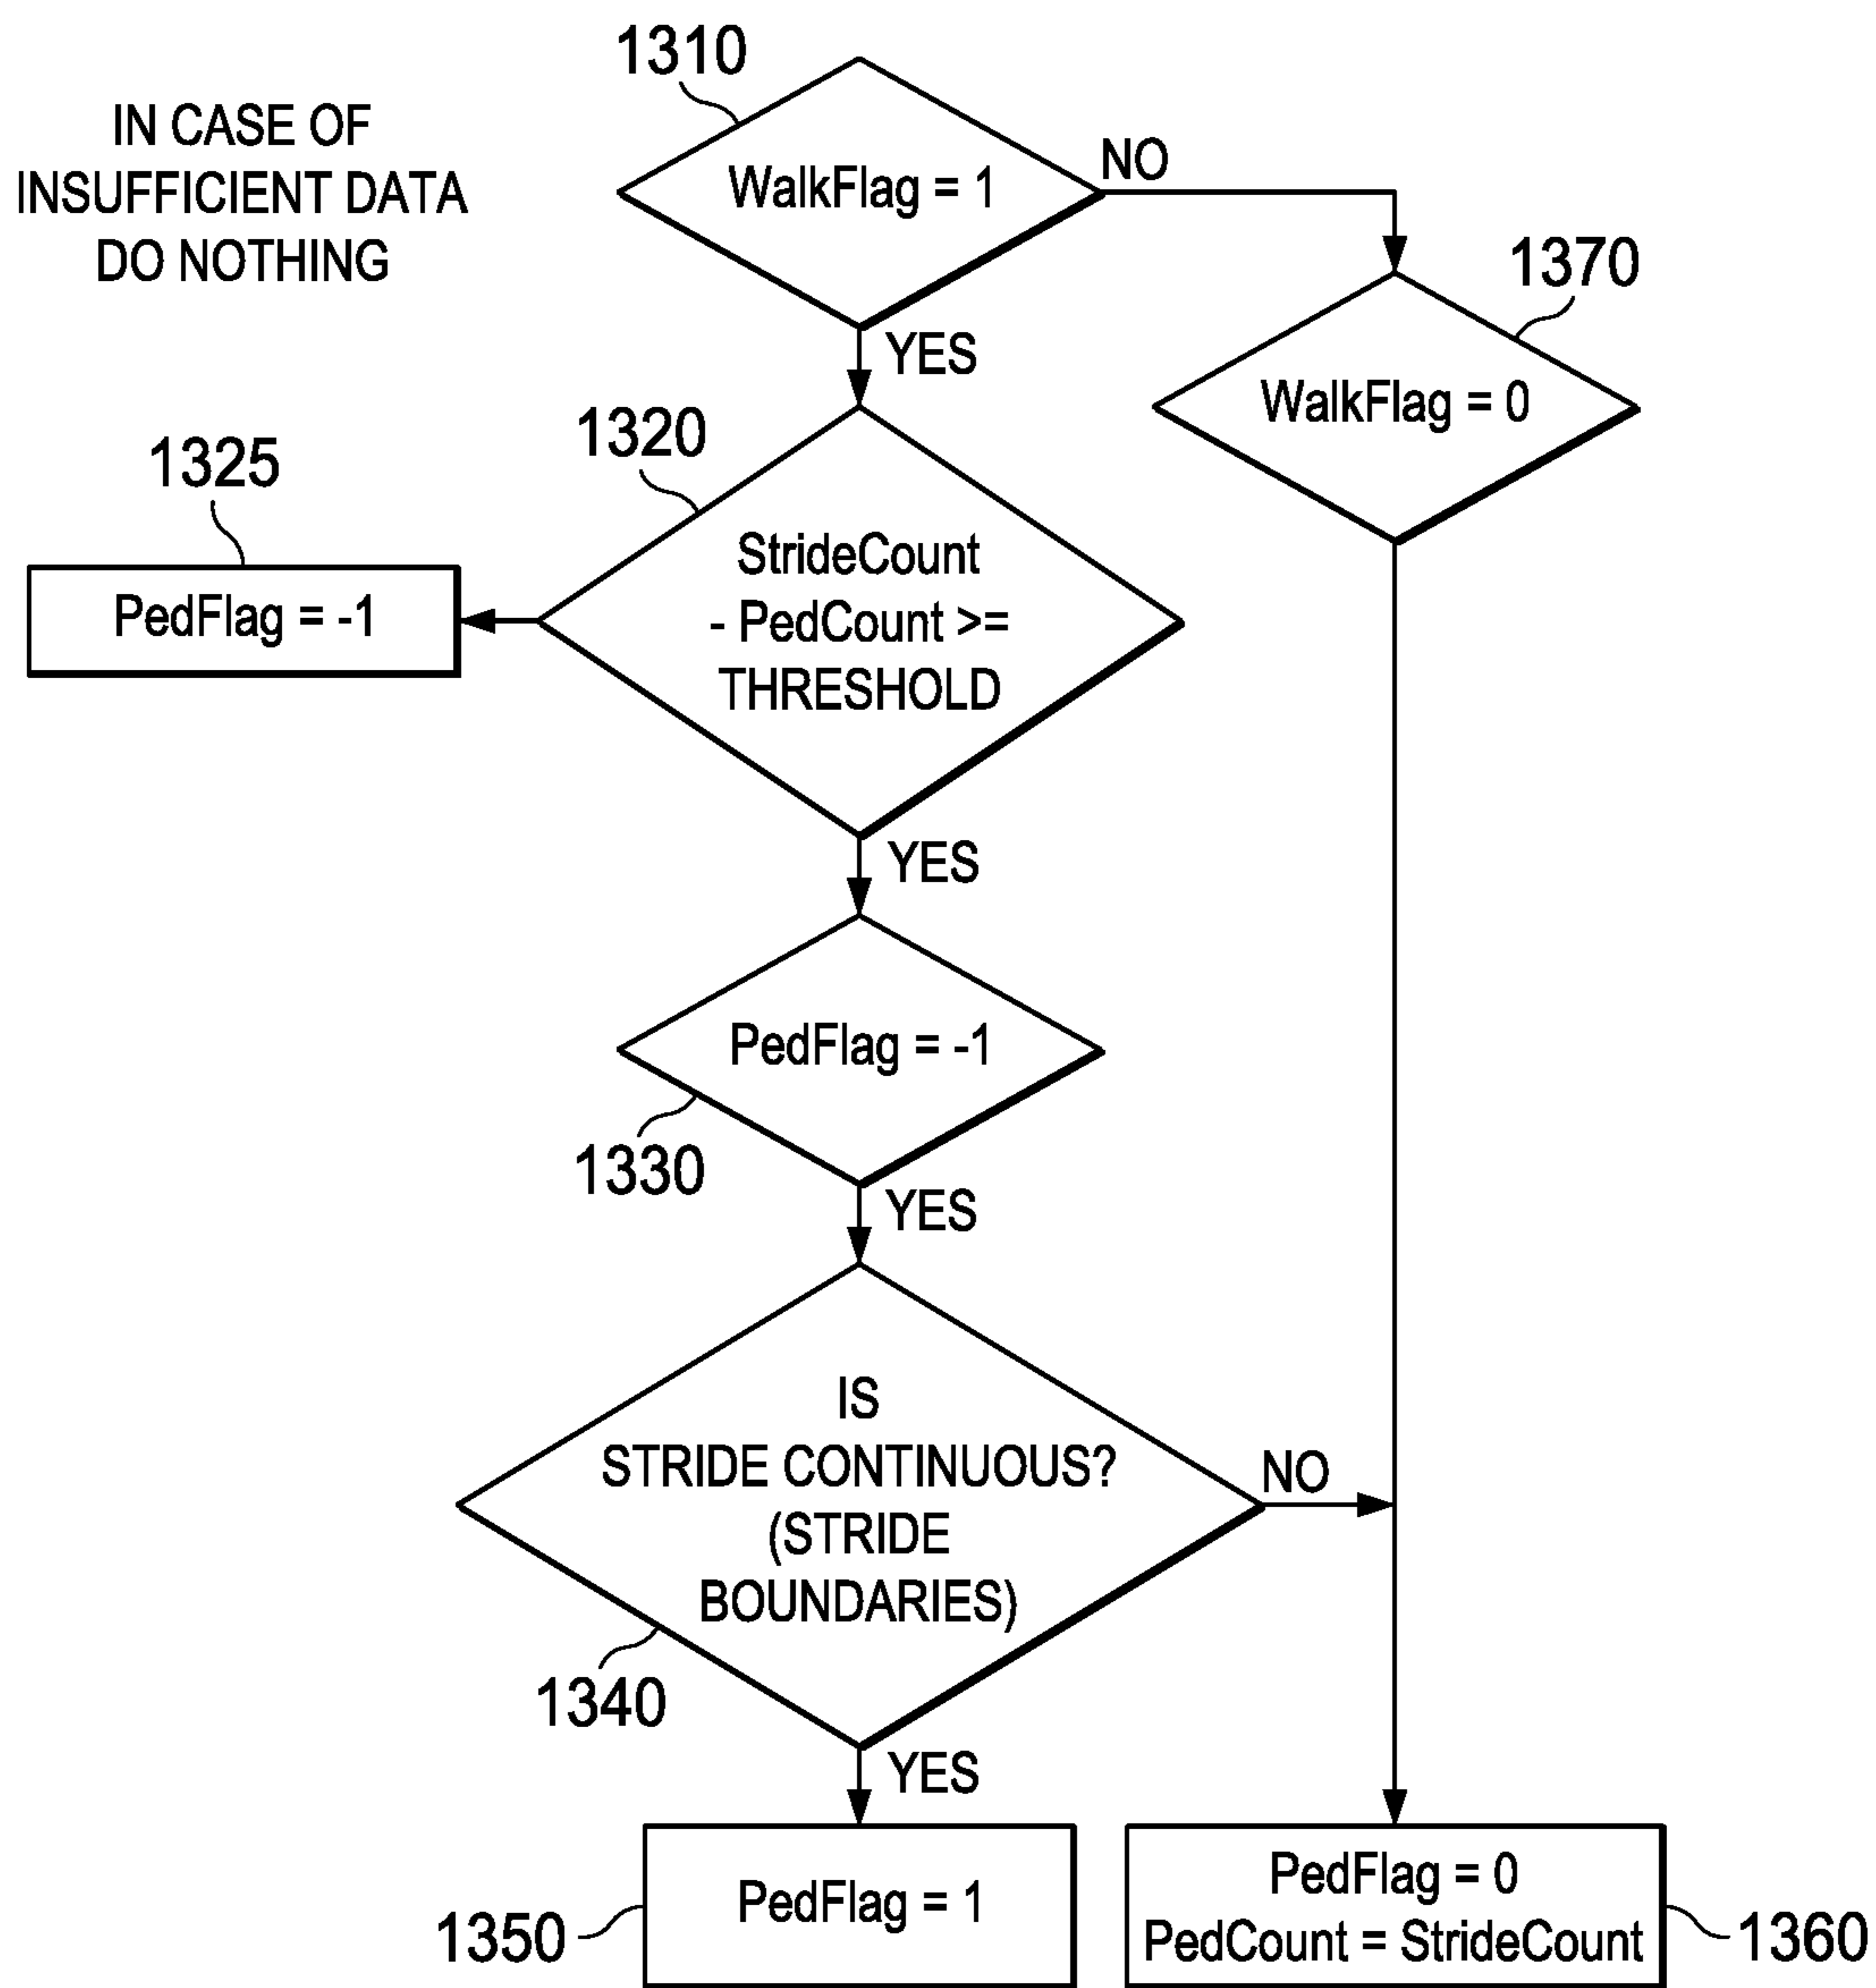 1310
IN CASE OF
INSUFFICIENT DATA
DO NOTHING
WalkFlag = 1
NO
1370
YES
WalkFlag = 0
1320
1325
StrideCount
- PedCount >=
THRESHOLD
PedFlag = -1
YES
PedFlag = -1
1330
YES
IS
STRIDE CONTINUOUS?
(STRIDE
BOUNDARIES)
NO
1340
YES
PedFlag = 1
1350
PedFlag = 0
PedCount = StrideCount
1360